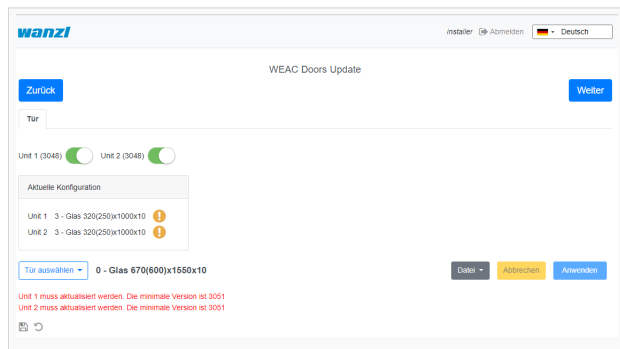 wanzl
installer Abmelden Deutsch
WEAC Doors Update
Zurück
Weiter
Tür
Unit 1 (3048) Unit 2 (3048)
Aktuelle Konfiguration
Unit 1 3 - Glas 320(250)x1000x10
Unit 2 3 - Glas 320(250)x1000x10
Tür auswählen 0 - Glas 670(600)x1550x10 Datei Abbrechen Anwenden
Unit 1 muss aktualisiert werden. Die minimale Version ist 3051
Unit 2 muss aktualisiert werden. Die minimale Version ist 3051